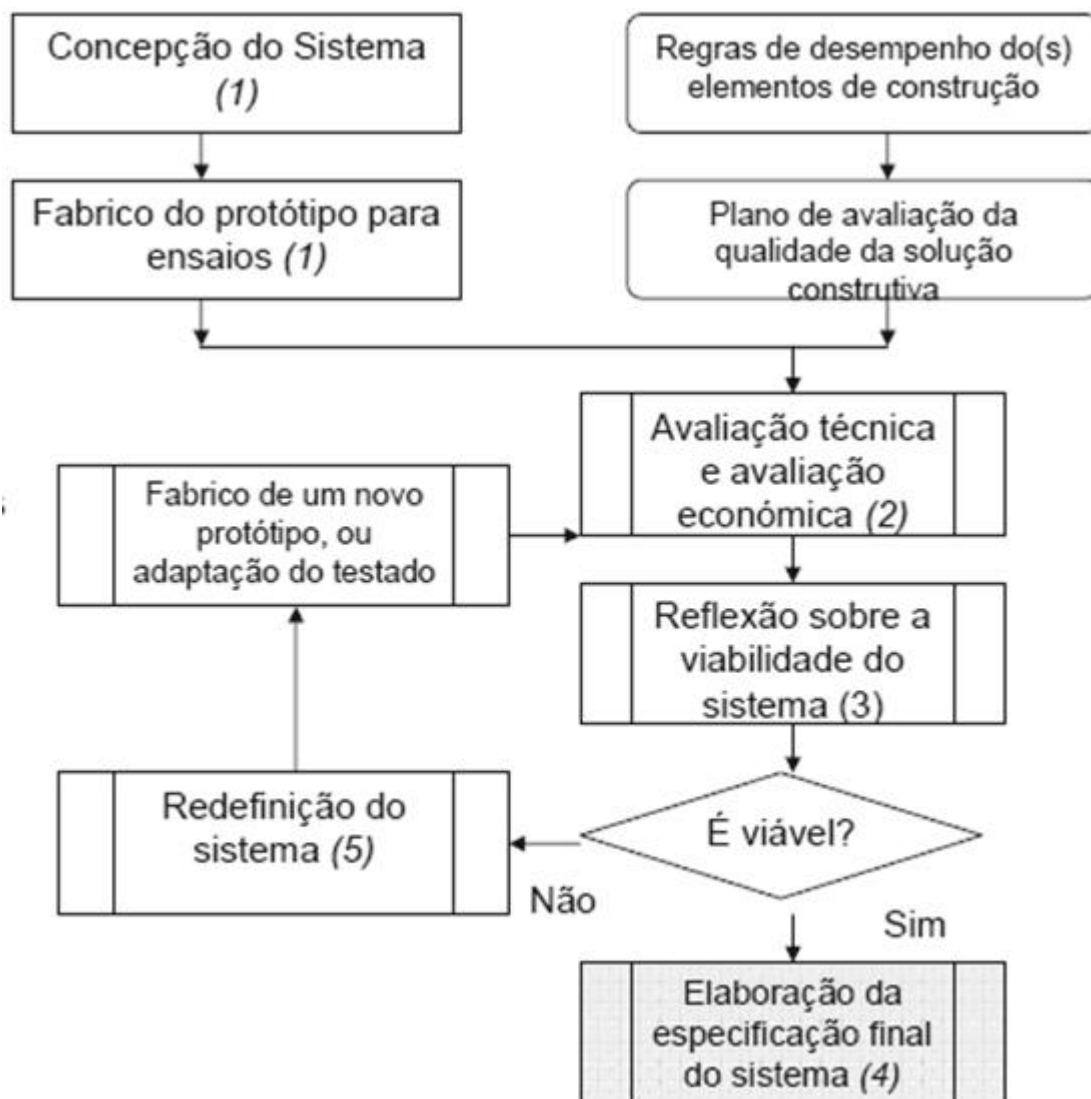 Concepção do Sistema
(1)
Regras de desempenho do(s)
elementos de construção
Fabrico do protótipo para
ensaios (1)
Plano de avaliação da
qualidade da solução
construtiva
Avaliação técnica
e avaliação
económica (2)
Fabrico de um novo
protótipo, ou
adaptação do testado
Reflexão sobre a
viabilidade do
sistema (3)
Redefinição do
sistema (5)
É viável?
Não
Sim
Elaboração da
especificação final
do sistema (4)